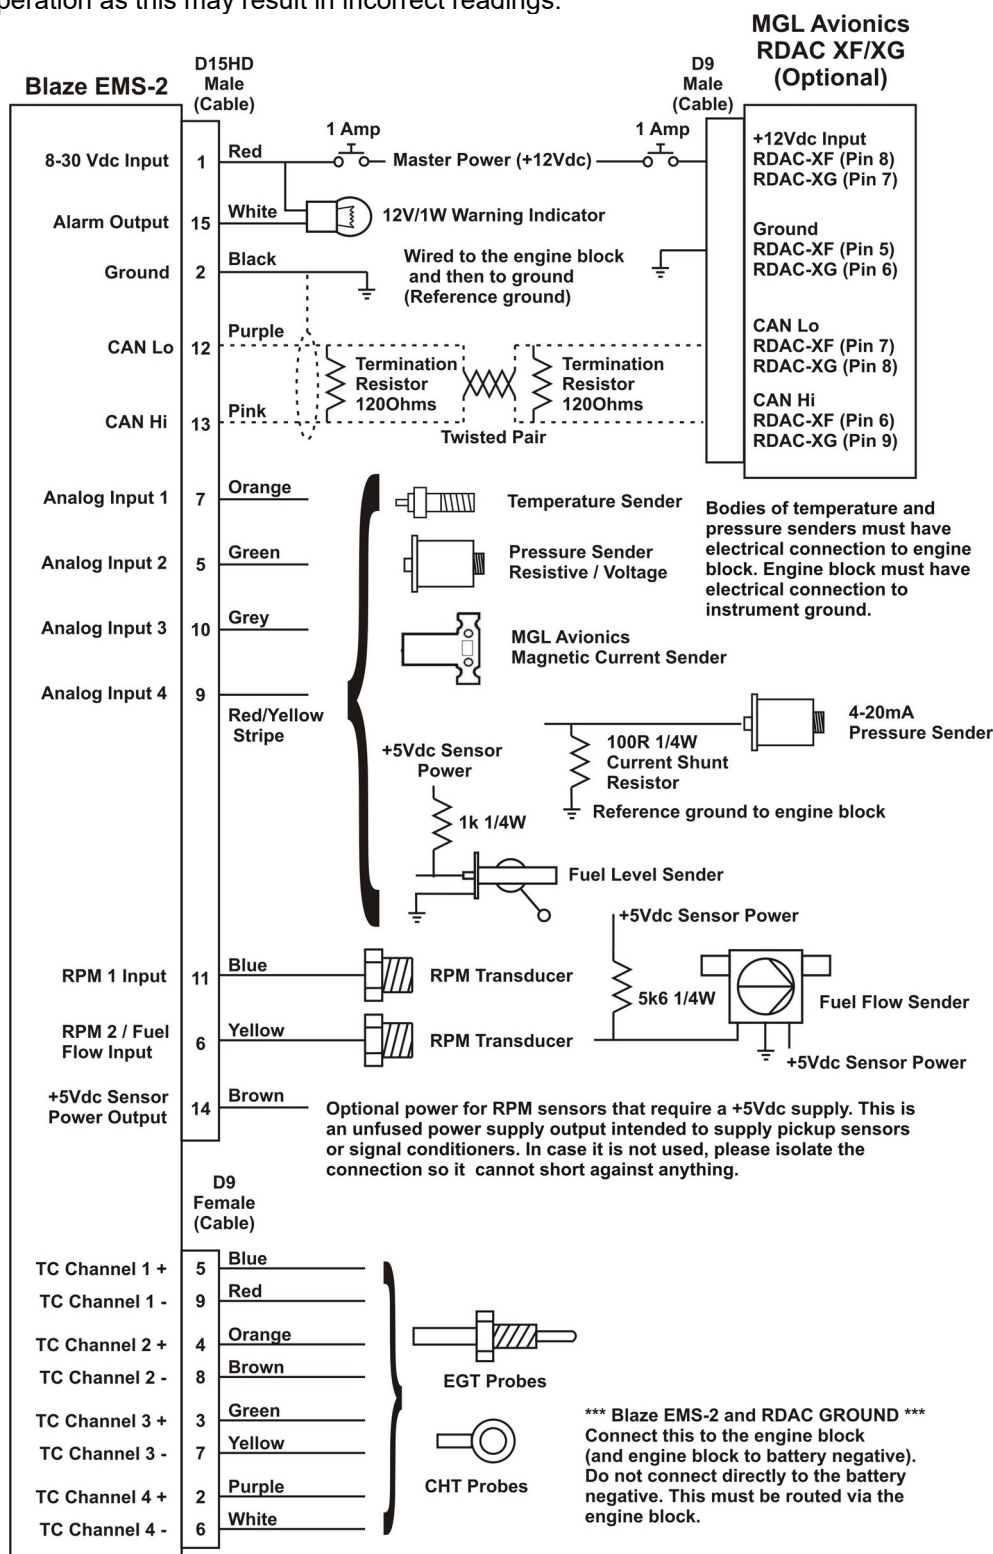 peration as this may result in incorrect readings.
MGL Avionics
RDAC XF/XG
(Optional)
D15HD
Male
(Cable)
D9
Male
(Cable)
Blaze EMS-2
8-30 Vdc Input
1
Red
1 Amp
Master Power (+12Vdc)
1 Amp
+12Vdc Input
RDAC-XF (Pin 8)
RDAC-XG (Pin 7)
Alarm Output
15
White
12V/1W Warning Indicator
Ground
2
Black
Wired to the engine block
and then to ground
(Reference ground)
Ground
RDAC-XF (Pin 5)
RDAC-XG (Pin 6)
CAN Lo
12
Purple
Termination
Resistor
120Ohms
Termination
Resistor
120Ohms
CAN Lo
RDAC-XF (Pin 7)
RDAC-XG (Pin 8)
CAN Hi
13
Pink
Twisted Pair
CAN Hi
RDAC-XF (Pin 6)
RDAC-XG (Pin 9)
Analog Input 1
7
Orange
Temperature Sender
Bodies of temperature and
pressure senders must have
electrical connection to engine
block. Engine block must have
electrical connection to
instrument ground.
Analog Input 2
5
Green
Pressure Sender
Resistive / Voltage
Analog Input 3
10
Grey
MGL Avionics
Magnetic Current Sender
Analog Input 4
9
Red/Yellow
Stripe
4-20mA
Pressure Sender
100R 1/4W
Current Shunt
Resistor
Reference ground to engine block
+5Vdc Sensor
Power
1k 1/4W
Fuel Level Sender
+5Vdc Sensor Power
RPM 1 Input
11
Blue
RPM Transducer
5k6 1/4W
Fuel Flow Sender
RPM 2 / Fuel
Flow Input
6
Yellow
RPM Transducer
+5Vdc Sensor Power
+5Vdc Sensor
Power Output
14
Brown
Optional power for RPM sensors that require a +5Vdc supply. This is
an unfused power supply output intended to supply pickup sensors
or signal conditioners. In case it is not used, please isolate the
connection so it cannot short against anything.
D9
Female
(Cable)
TC Channel 1 +
5
Blue
TC Channel 1 -
9
Red
TC Channel 2 +
4
Orange
TC Channel 2 -
8
Brown
EGT Probes
TC Channel 3 +
3
Green
TC Channel 3 -
7
Yellow
CHT Probes
TC Channel 4 +
2
Purple
TC Channel 4 -
6
White
*** Blaze EMS-2 and RDAC GROUND ***
Connect this to the engine block
(and engine block to battery negative).
Do not connect directly to the battery
negative. This must be routed via the
engine block.